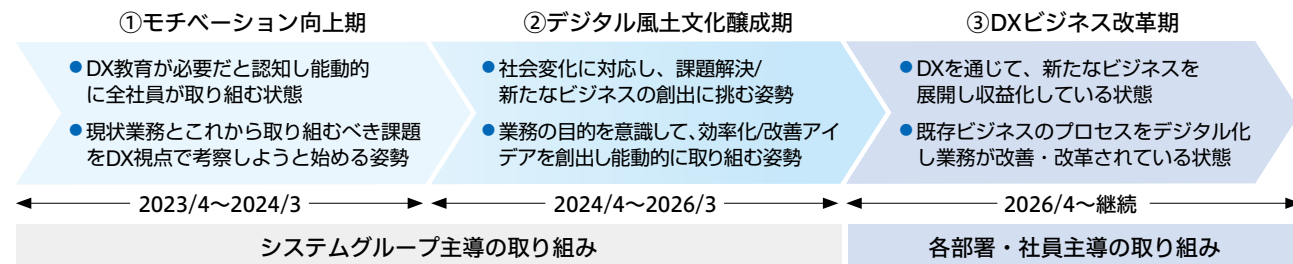 ①モチベーション向上期
●DX教育が必要だと認知し能動的
に全社員が取り組む状態
●現状業務とこれから取り組むべき課題
をDX視点で考察しようと始める姿勢
2023/4〜2024/3
②デジタル風土文化醸成期
●社会変化に対応し、課題解決/
新たなビジネスの創出に挑む姿勢
●業務の目的を意識して、効率化/改善アイ
デアを創出し能動的に取り組む姿勢
2024/4〜2026/3
③DXビジネス改革期
●DXを通じて、新たなビジネスを
展開し収益化している状態
●既存ビジネスのプロセスをデジタル化
し業務が改善・改革されている状態
2026/4〜継続
システムグループ主導の取り組み
各部署・社員主導の取り組み